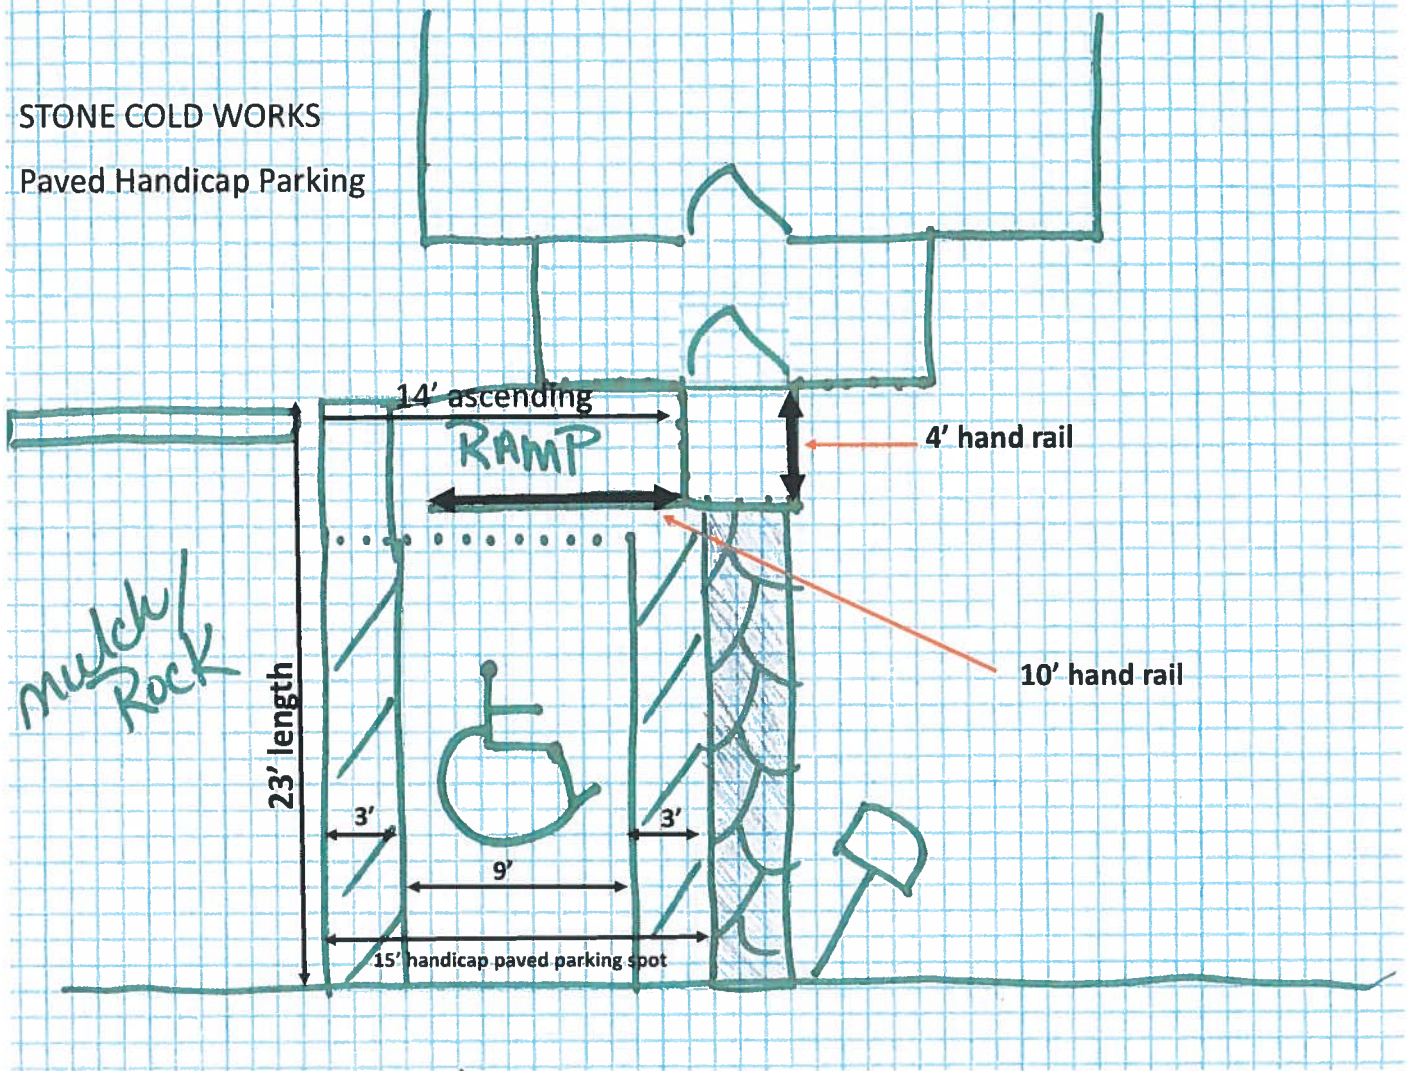 STONE COLD WORKS
Paved Handicap Parking
14’ ascending
RAMP
4’ hand rail
10’ hand rail
mulch/
Rock
23’ length
3’
3’
9’
15’ handicap paved parking spot